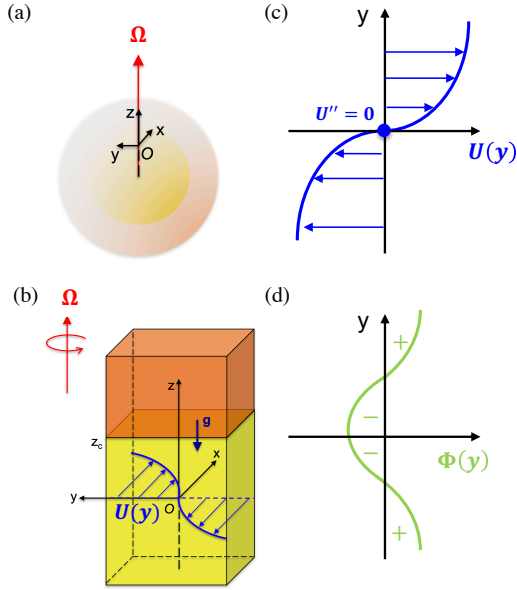 (a)
Ω
z
x
y
O
(c)
y
U″ = 0
U(y)
(b)
Ω
z
g
z_c
x
y
U(y)
O
(d)
y
+
−
−
Φ(y)
+